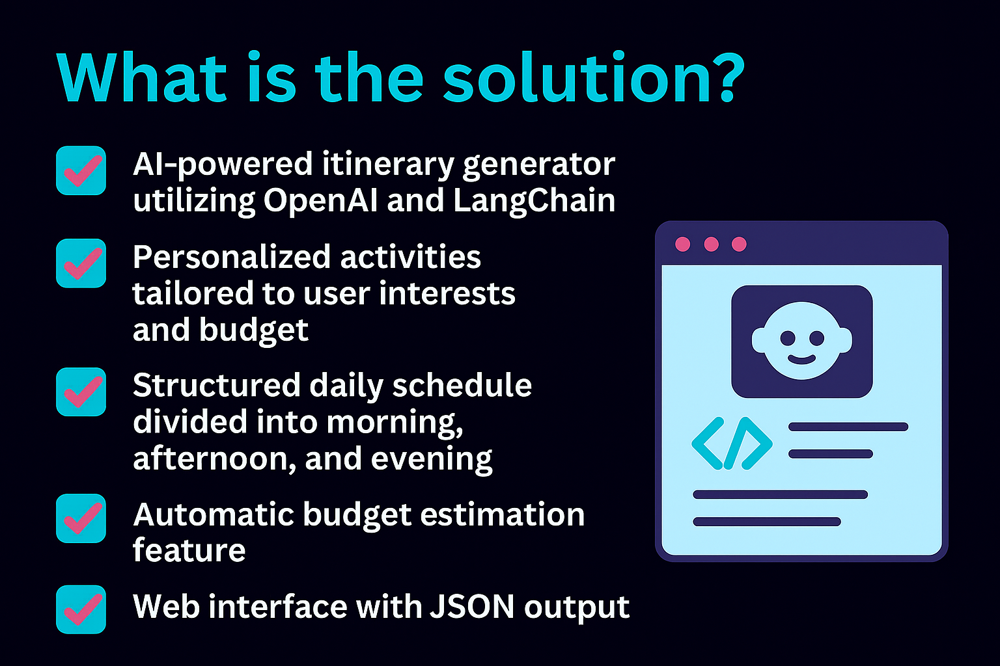 What is the solution?
AI-powered itinerary generator
utilizing OpenAI and LangChain
Personalized activities
tailored to user interests
and budget
Structured daily schedule
divided into morning,
afternoon, and evening
Automatic budget estimation
feature
Web interface with JSON output